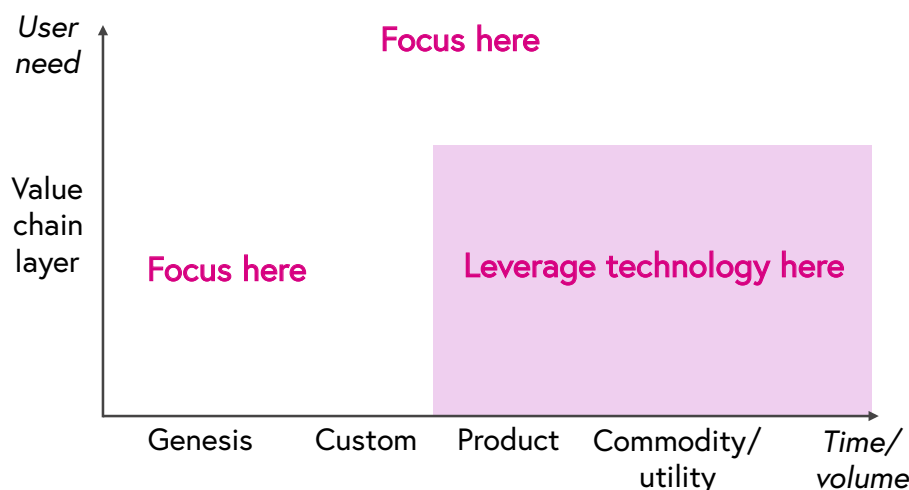 User
need
Focus here
Value
chain
layer
Focus here
Leverage technology here
Genesis
Custom
Product
Commodity/
utility
Time/
volume